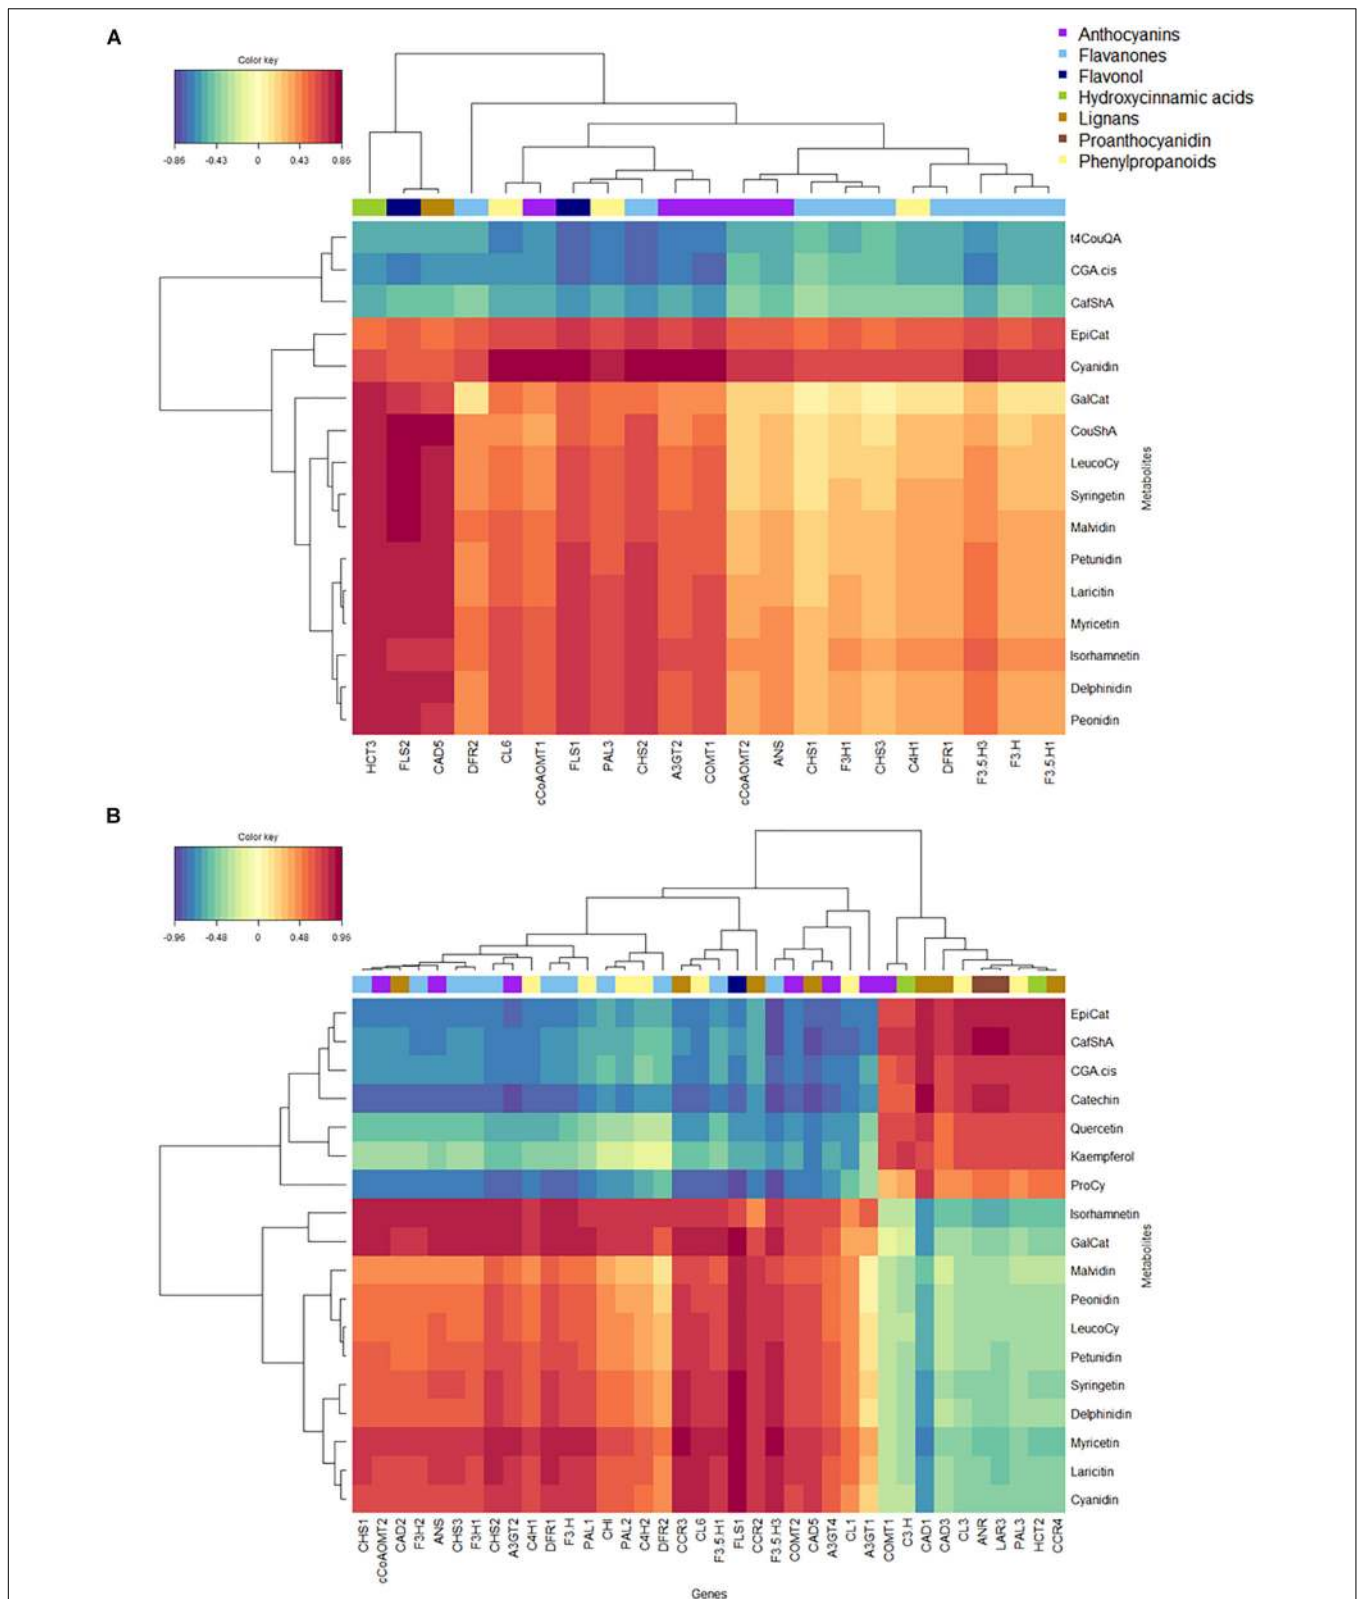 A
Color key
-0.86 -0.43 0 0.43 0.86
Anthocyanins
Flavanones
Flavonol
Hydroxycinnamic acids
Lignans
Proanthocyanidin
Phenylpropanoids
t4CouQA
CGA.cis
CafShA
EpiCat
Cyanidin
GalCat
CouShA
LeucoCy
Syringetin
Malvidin
Petunidin
Laricitin
Myricetin
Isorhamnetin
Delphinidin
Peonidin
Metabolites
HCT3 FLS2 CAD5 DFR2 CL6 cCoAOMT1 FLS1 PAL3 CHS2 A3GT2 COMT1 cCoAOMT2 ANS CHS1 F3H1 CHS3 C4H1 DFR1 F3.5.H3 F3.H F3.5.H1
B
Color key
-0.96 -0.48 0 0.48 0.96
EpiCat
CafShA
CGA.cis
Catechin
Quercetin
Kaempferol
ProCy
Isorhamnetin
GalCat
Malvidin
Peonidin
LeucoCy
Petunidin
Syringetin
Delphinidin
Myricetin
Laricitin
Cyanidin
Metabolites
CHS1 cCoAOMT2 CAD2 F3H2 ANS CHS3 F3H1 CHS2 A3GT2 C4H1 DFR1 F3.H PAL1 CHI PAL2 C4H2 DFR2 CCR3 CL6 F3.5.H1 FLS1 CCR2 F3.5.H3 COMT2 CAD5 A3GT4 CL1 A3GT1 COMT1 C3.H CAD1 CAD3 CL3 ANR LAR3 PAL3 HCT2 CCR4
Genes